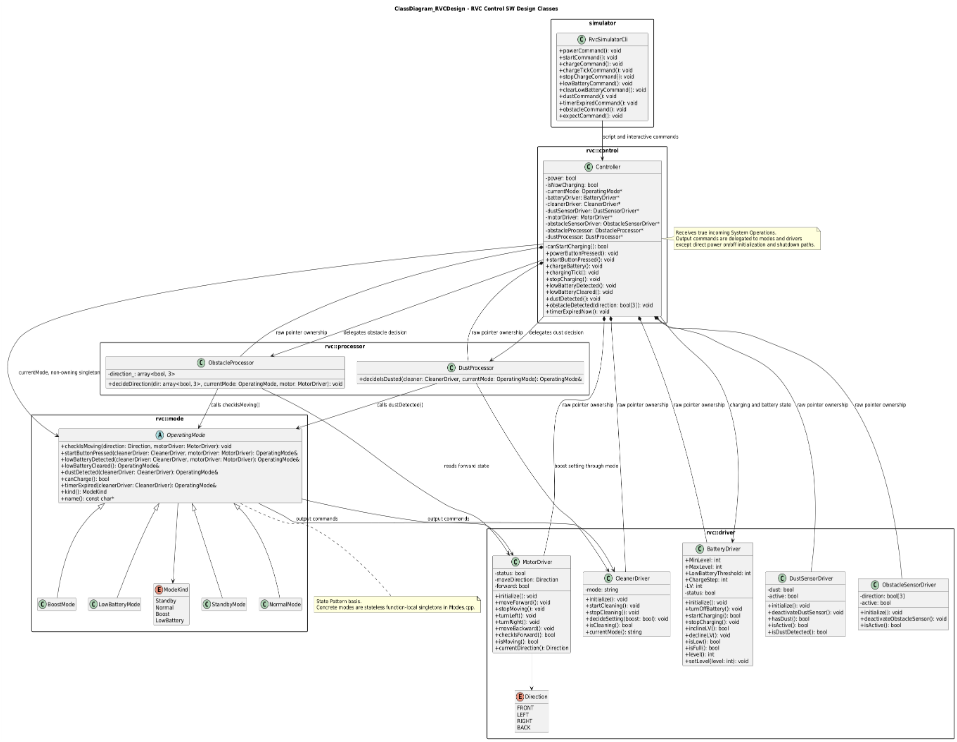 ClassDiagram_RVCDesign - RVC Control SW Design Classes
simulator
C RvcSimulatorCli
+powerCommand(): void
+startCommand(): void
+chargeCommand(): void
+chargeTickCommand(): void
+stopChargeCommand(): void
+lowBatteryCommand(): void
+clearLowBatteryCommand(): void
+dustCommand(): void
+timerExpiredCommand(): void
+obstacleCommand(): void
+expectCommand(): void
script and interactive commands
rvc::control
C Controller
-power: bool
-isNowCharging: bool
-currentMode: OperatingMode*
-batteryDriver: BatteryDriver*
-cleanerDriver: CleanerDriver*
-dustSensorDriver: DustSensorDriver*
-motorDriver: MotorDriver*
-obstacleSensorDriver: ObstacleSensorDriver*
-obstacleProcessor: ObstacleProcessor*
-dustProcessor: DustProcessor*
-canStartCharging(): bool
+powerButtonPressed(): void
+startButtonPressed(): void
+chargeBattery(): void
+chargingTick(): void
+stopCharging(): void
+lowBatteryDetected(): void
+lowBatteryCleared(): void
+dustDetected(): void
+obstacleDetected(direction: bool[3]): void
+timerExpiredNow(): void
Receives true incoming System Operations.
Output commands are delegated to modes and drivers
except direct power on/off initialization and shutdown paths.
raw pointer ownership
delegates obstacle decision
raw pointer ownership
delegates dust decision
rvc::processor
C ObstacleProcessor
-direction_: array<bool, 3>
+decideDirection(dir: array<bool, 3>, currentMode: OperatingMode, motor: MotorDriver): void
C DustProcessor
+decideIsDusted(cleaner: CleanerDriver, currentMode: OperatingMode): OperatingMode&
currentMode, non-owning singleton
calls checkIsMoving()
calls dustDetected()
raw pointer ownership
raw pointer ownership
raw pointer ownership
charging and battery state
raw pointer ownership
raw pointer ownership
rvc::mode
A OperatingMode
+checkIsMoving(direction: Direction, motorDriver: MotorDriver): void
+startButtonPressed(cleanerDriver: CleanerDriver, motorDriver: MotorDriver): OperatingMode&
+lowBatteryDetected(cleanerDriver: CleanerDriver, motorDriver: MotorDriver): OperatingMode&
+lowBatteryCleared(): OperatingMode&
+dustDetected(cleanerDriver: CleanerDriver): OperatingMode&
+canCharge(): bool
+timerExpired(cleanerDriver: CleanerDriver): OperatingMode&
+kind(): ModeKind
+name(): const char*
needs forward state
boost setting through mode
output commands
output commands
C BoostMode
C LowBatteryMode
E ModeKind
Standby
Normal
Boost
LowBattery
C StandbyMode
C NormalMode
State Pattern basis
Concrete modes are stateless function-local singletons in Modes.cpp.
rvc::driver
C MotorDriver
-status: bool
-moveDirection: Direction
-forward: bool
+initialize(): void
+moveForward(): void
+stopMoving(): void
+turnLeft(): void
+turnRight(): void
+moveBackward(): void
+checkIsForward(): bool
+isMoving(): bool
+currentDirection(): Direction
C CleanerDriver
-mode: string
+initialize(): void
+startCleaning(): void
+stopCleaning(): void
+decideSetting(boost: bool): void
+isCleaning(): bool
+currentMode(): string
C BatteryDriver
+MinLevel: int
+MaxLevel: int
+LowBatteryThreshold: int
+ChargeStep: int
-LV: int
-status: bool
+initialize(): void
+turnOffBattery(): void
+startCharging(): bool
+stopCharging(): void
+inclineLV(): bool
+declineLV(): void
+isLow(): bool
+isFull(): bool
+level(): int
+setLevel(level: int): void
C DustSensorDriver
-dust: bool
-active: bool
+initialize(): void
+deactivateDustSensor(): void
+hasDust(): bool
+isActive(): bool
+isDustDetected(): bool
C ObstacleSensorDriver
-direction: bool[3]
-active: bool
+initialize(): void
+deactivateObstacleSensor(): void
+isActive(): bool
E Direction
FRONT
LEFT
RIGHT
BACK